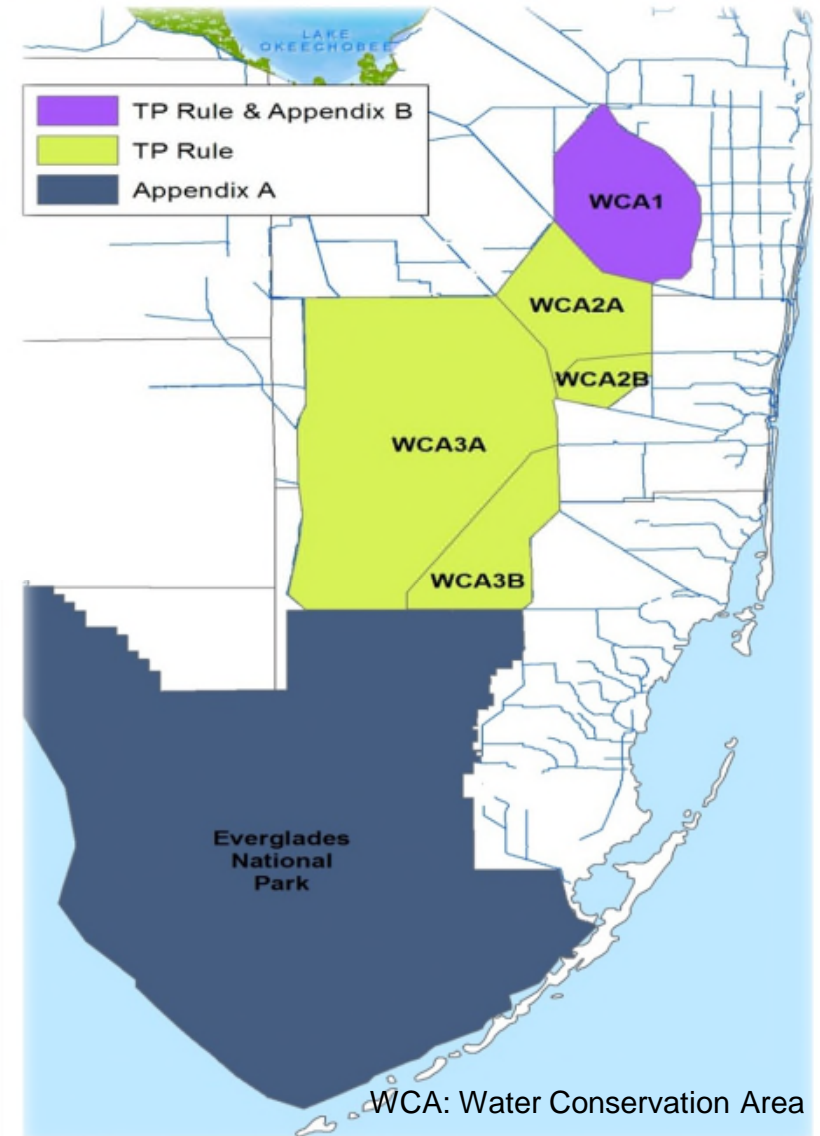 LAKE
OKEECHOBEE
TP Rule & Appendix B
TP Rule
Appendix A
WCA1
WCA2A
WCA2B
WCA3A
WCA3B
Everglades
National
Park
WCA: Water Conservation Area